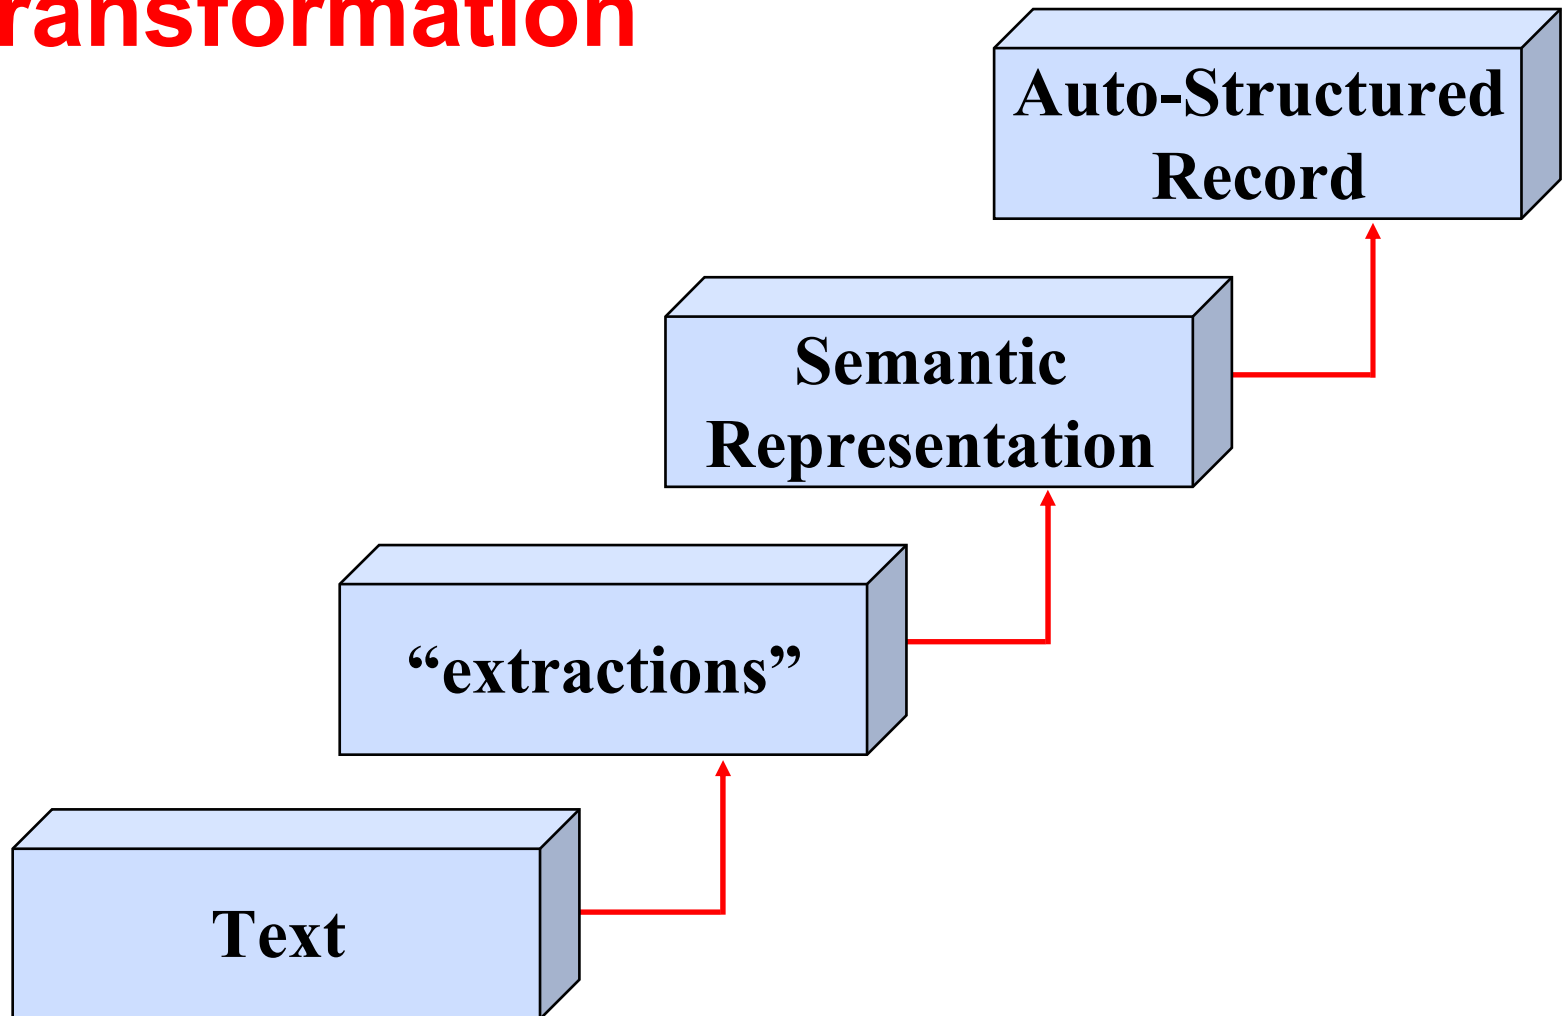 ransformation
Auto-Structured
Record
Semantic
Representation
“extractions”
Text